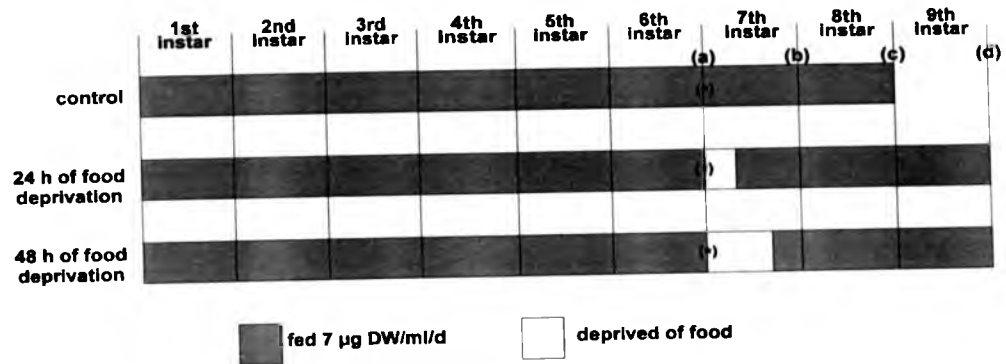 1st instar
2nd instar
3rd instar
4th instar
5th instar
6th instar
7th instar
8th instar
9th instar
(a)
(b)
(c)
(d)
control
24 h of food
deprivation
48 h of food
deprivation
fed 7 µg DW/ml/d
deprived of food